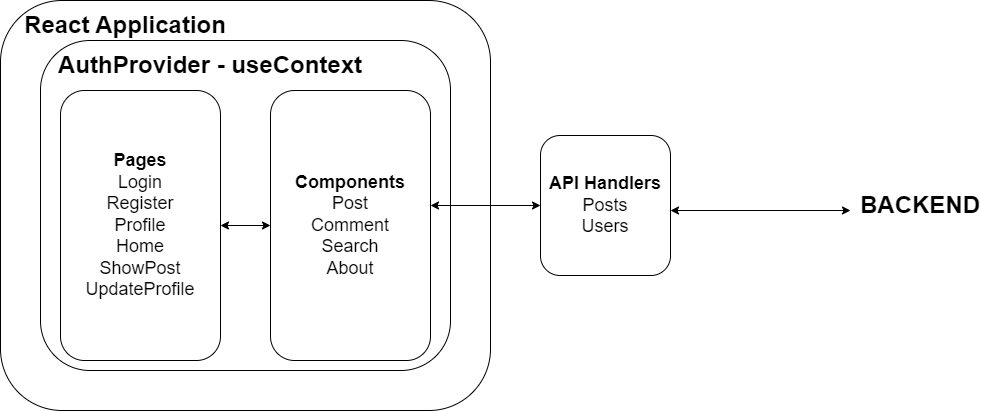 React Application
AuthProvider - useContext
Pages
Login
Register
Profile
Home
ShowPost
UpdateProfile
Components
Post
Comment
Search
About
API Handlers
Posts
Users
BACKEND